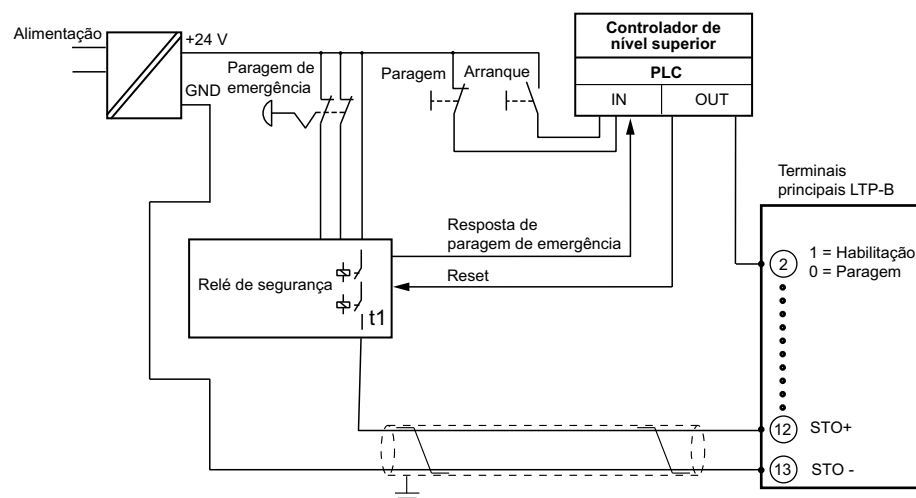 Alimentação
+24 V
GND
Paragem de
emergência
Paragem
Arranque
Controlador de
nível superior
PLC
IN
OUT
Terminais
principais LTP-B
Resposta de
paragem de emergência
Reset
Relé de segurança
t1
2
1 = Habilitação
0 = Paragem
12
STO+
13
STO -